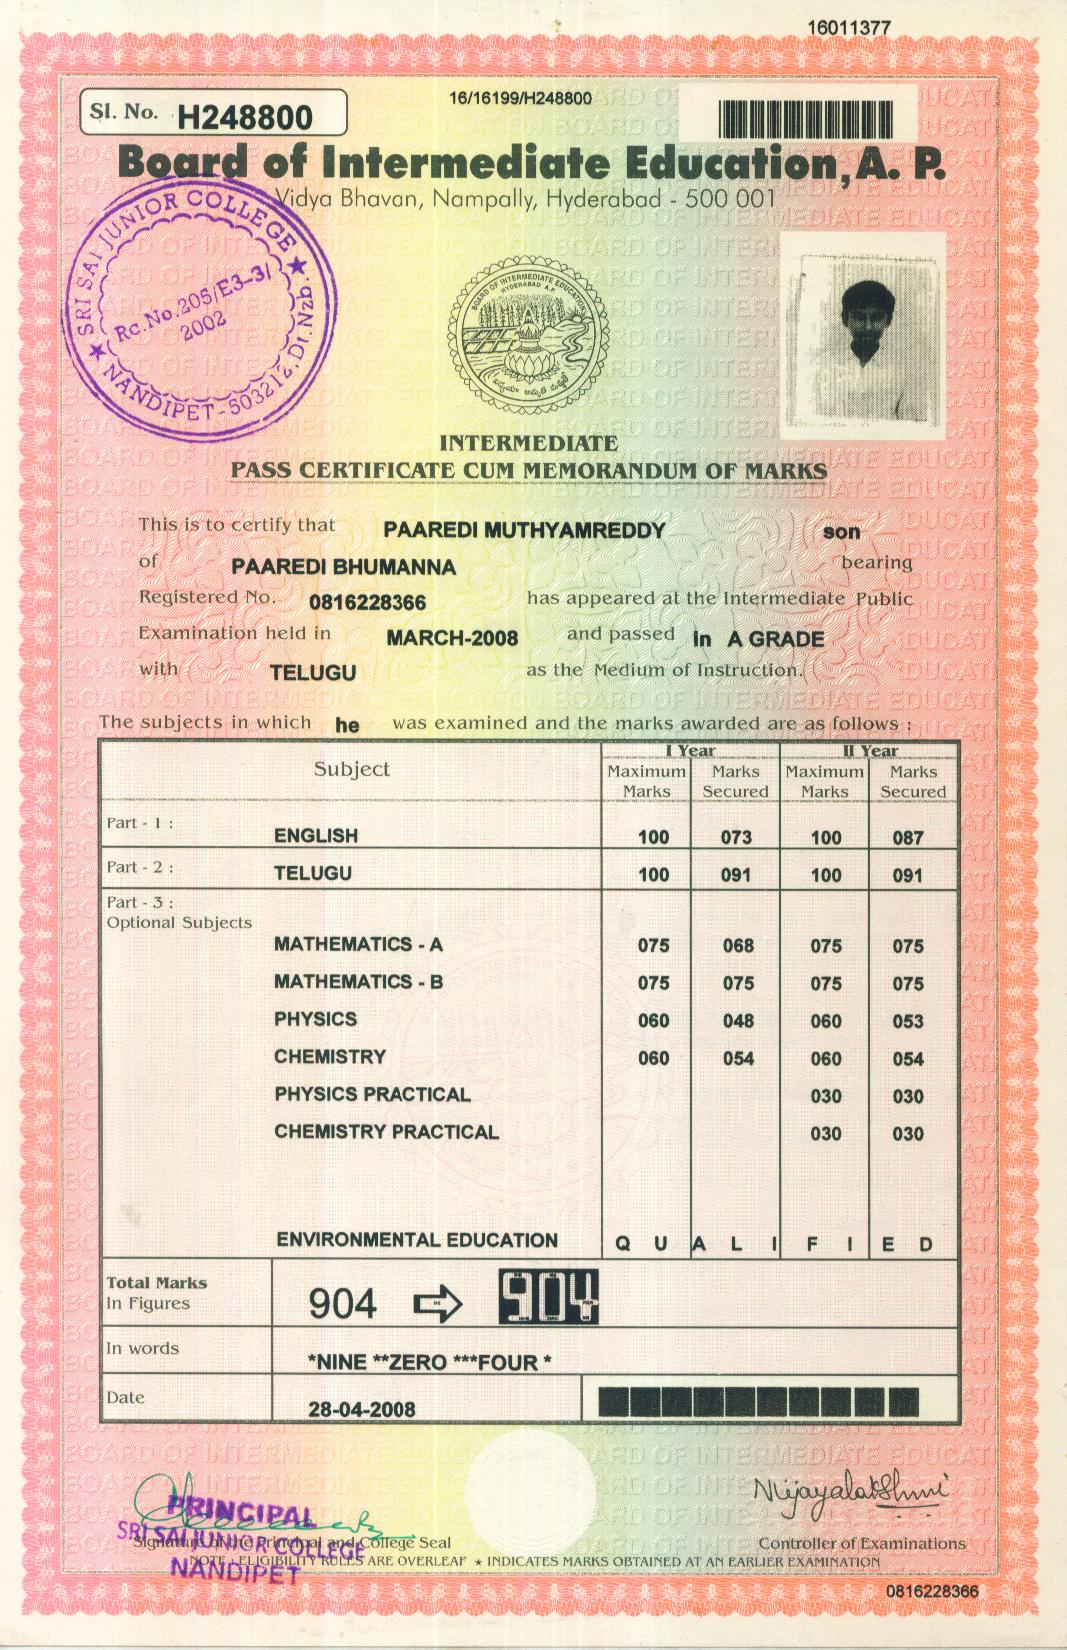 16011377
Sl. No. H248800
16/16199/H248800
Board of Intermediate Education, A. P.
Vidya Bhavan, Nampally, Hyderabad - 500 001
SRI SAI JUNIOR COLLEGE
Rc.No.205/E3-3/
2002
NANDIPET-503212.Dt.Nzb.
BOARD OF INTERMEDIATE EDUCATION
HYDERABAD A.P.
INTERMEDIATE
PASS CERTIFICATE CUM MEMORANDUM OF MARKS
This is to certify that PAAREDI MUTHYAMREDDY son
of PAAREDI BHUMANNA bearing
Registered No. 0816228366 has appeared at the Intermediate Public
Examination held in MARCH-2008 and passed in A GRADE
with TELUGU as the Medium of Instruction.
The subjects in which he was examined and the marks awarded are as follows :
Subject I Year II Year
Maximum Marks Marks Secured Maximum Marks Marks Secured
Part - 1 :
ENGLISH 100 073 100 087
Part - 2 :
TELUGU 100 091 100 091
Part - 3 :
Optional Subjects
MATHEMATICS - A 075 068 075 075
MATHEMATICS - B 075 075 075 075
PHYSICS 060 048 060 053
CHEMISTRY 060 054 060 054
PHYSICS PRACTICAL 030 030
CHEMISTRY PRACTICAL 030 030
ENVIRONMENTAL EDUCATION Q U A L I F I E D
Total Marks
In Figures 904 904
In words *NINE **ZERO ***FOUR *
Date 28-04-2008
Vijayalakshmi
PRINCIPAL
SRI SAI JUNIOR COLLEGE
NANDIPET
Signature of the Principal and College Seal Controller of Examinations
NOTE : ELIGIBILITY RULES ARE OVERLEAF ★ INDICATES MARKS OBTAINED AT AN EARLIER EXAMINATION
0816228366